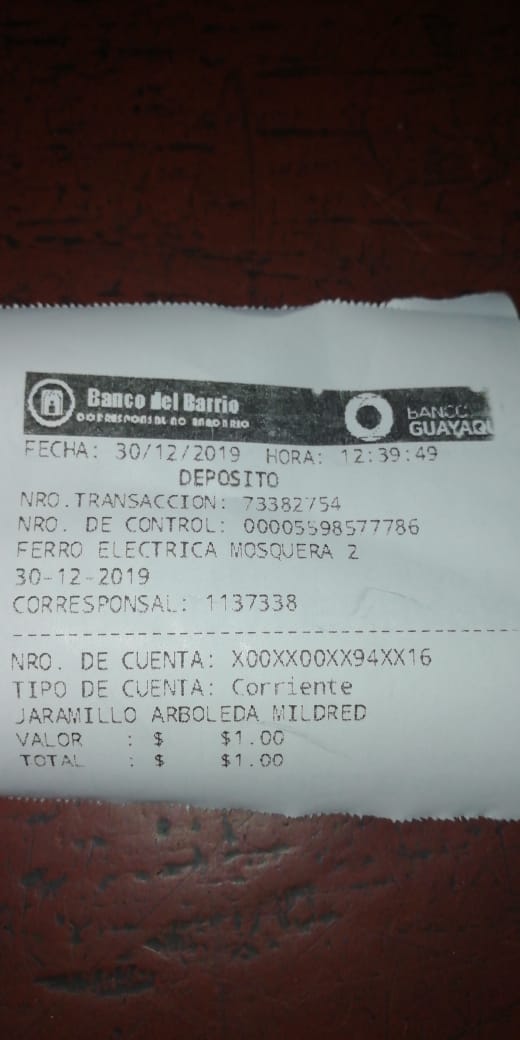 Banco del Barrio
CORRESPONSAL NO BANCARIO
BANCO
GUAYAQU
FECHA: 30/12/2019 HORA: 12:39:49
DEPOSITO
NRO.TRANSACCION: 73382754
NRO. DE CONTROL: 00005598577786
FERRO ELECTRICA MOSQUERA 2
30-12-2019
CORRESPONSAL: 1137338
NRO. DE CUENTA: X00XX00XX94XX16
TIPO DE CUENTA: Corriente
JARAMILLO ARBOLEDA MILDRED
VALOR : $ $1.00
TOTAL : $ $1.00